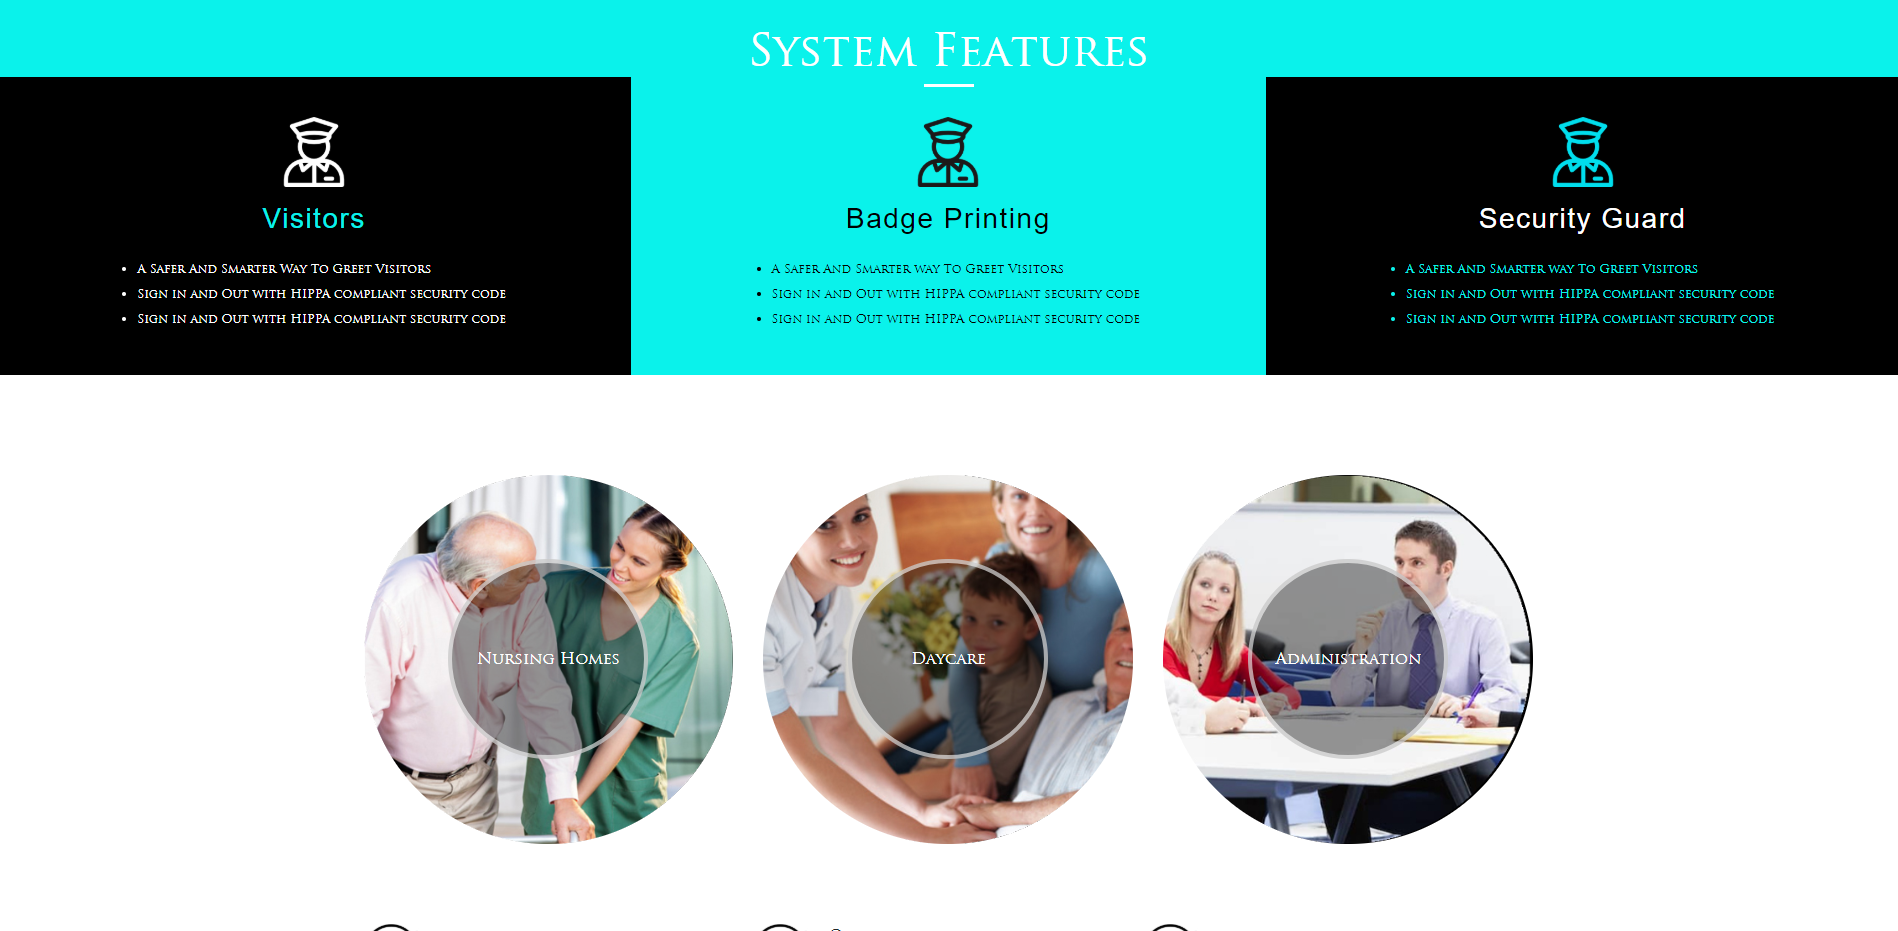 System Features
Visitors
A Safer And Smarter Way To Greet Visitors
Sign in and Out with HIPPA compliant security code
Sign in and Out with HIPPA compliant security code
Badge Printing
A Safer And Smarter way To Greet Visitors
Sign in and Out with HIPPA compliant security code
Sign in and Out with HIPPA compliant security code
Security Guard
A Safer And Smarter way To Greet Visitors
Sign in and Out with HIPPA compliant security code
Sign in and Out with HIPPA compliant security code
Nursing Homes
Daycare
Administration